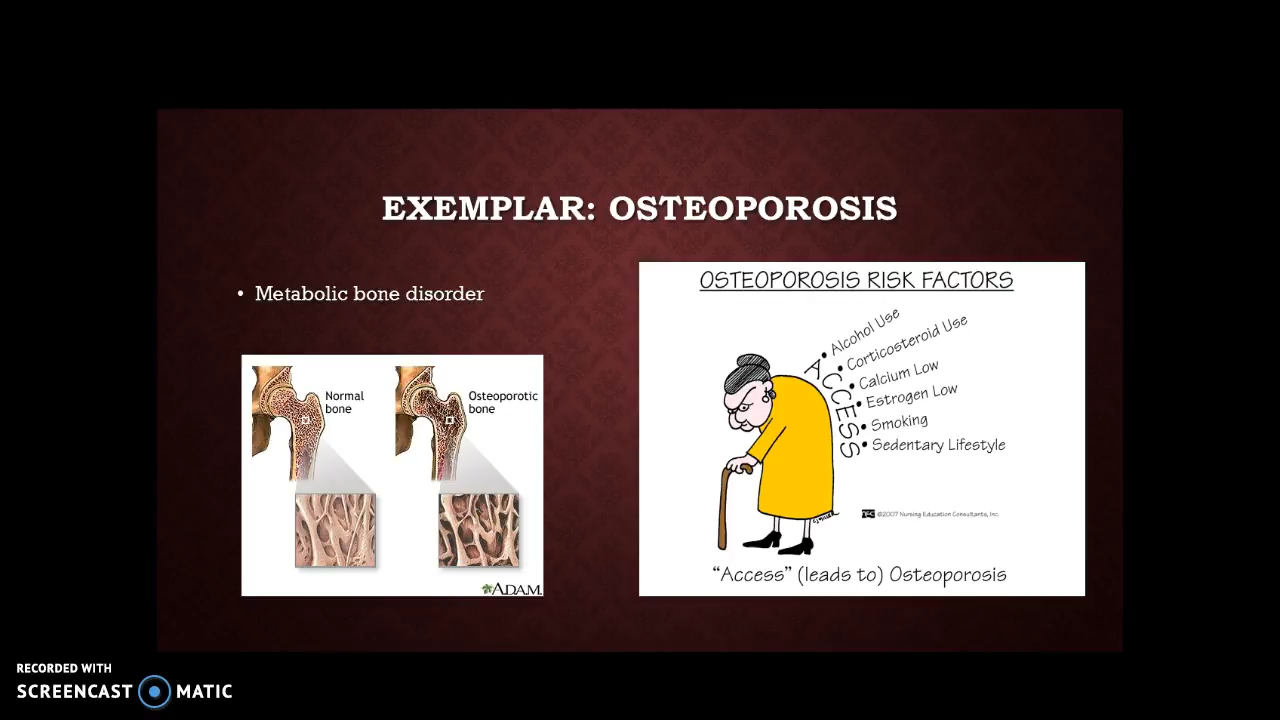 EXEMPLAR: OSTEOPOROSIS
• Metabolic bone disorder
Normal
bone
Osteoporotic
bone
ADAM.
OSTEOPOROSIS RISK FACTORS
• Alcohol Use
• Corticosteroid Use
• Calcium Low
• Estrogen Low
• Smoking
• Sedentary Lifestyle
ACCESS
©2007 Nursing Education Consultants, Inc.
"Access" (leads to) Osteoporosis
RECORDED WITH
SCREENCAST MATIC